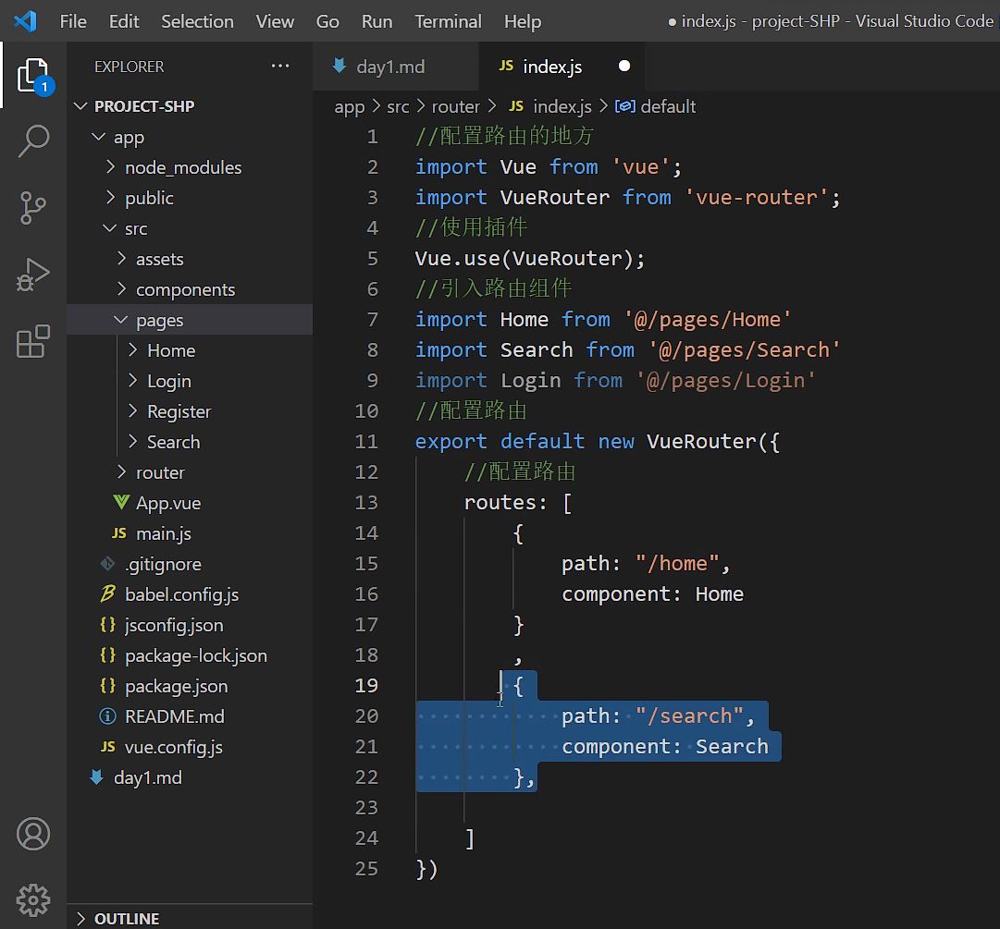 File Edit Selection View Go Run Terminal Help
● index.js - project-SHP - Visual Studio Code
1
EXPLORER ...
PROJECT-SHP
app
node_modules
public
src
assets
components
pages
Home
Login
Register
Search
router
App.vue
JS main.js
.gitignore
babel.config.js
{} jsconfig.json
{} package-lock.json
{} package.json
README.md
JS vue.config.js
day1.md
OUTLINE
day1.md
JS index.js ●
app > src > router > JS index.js > default
1 //配置路由的地方
2 import Vue from 'vue';
3 import VueRouter from 'vue-router';
4 //使用插件
5 Vue.use(VueRouter);
6 //引入路由组件
7 import Home from '@/pages/Home'
8 import Search from '@/pages/Search'
9 import Login from '@/pages/Login'
10 //配置路由
11 export default new VueRouter({
12 //配置路由
13 routes: [
14 {
15 path: "/home",
16 component: Home
17 }
18 ,
19 {
20 path: "/search",
21 component: Search
22 },
23
24 ]
25 })